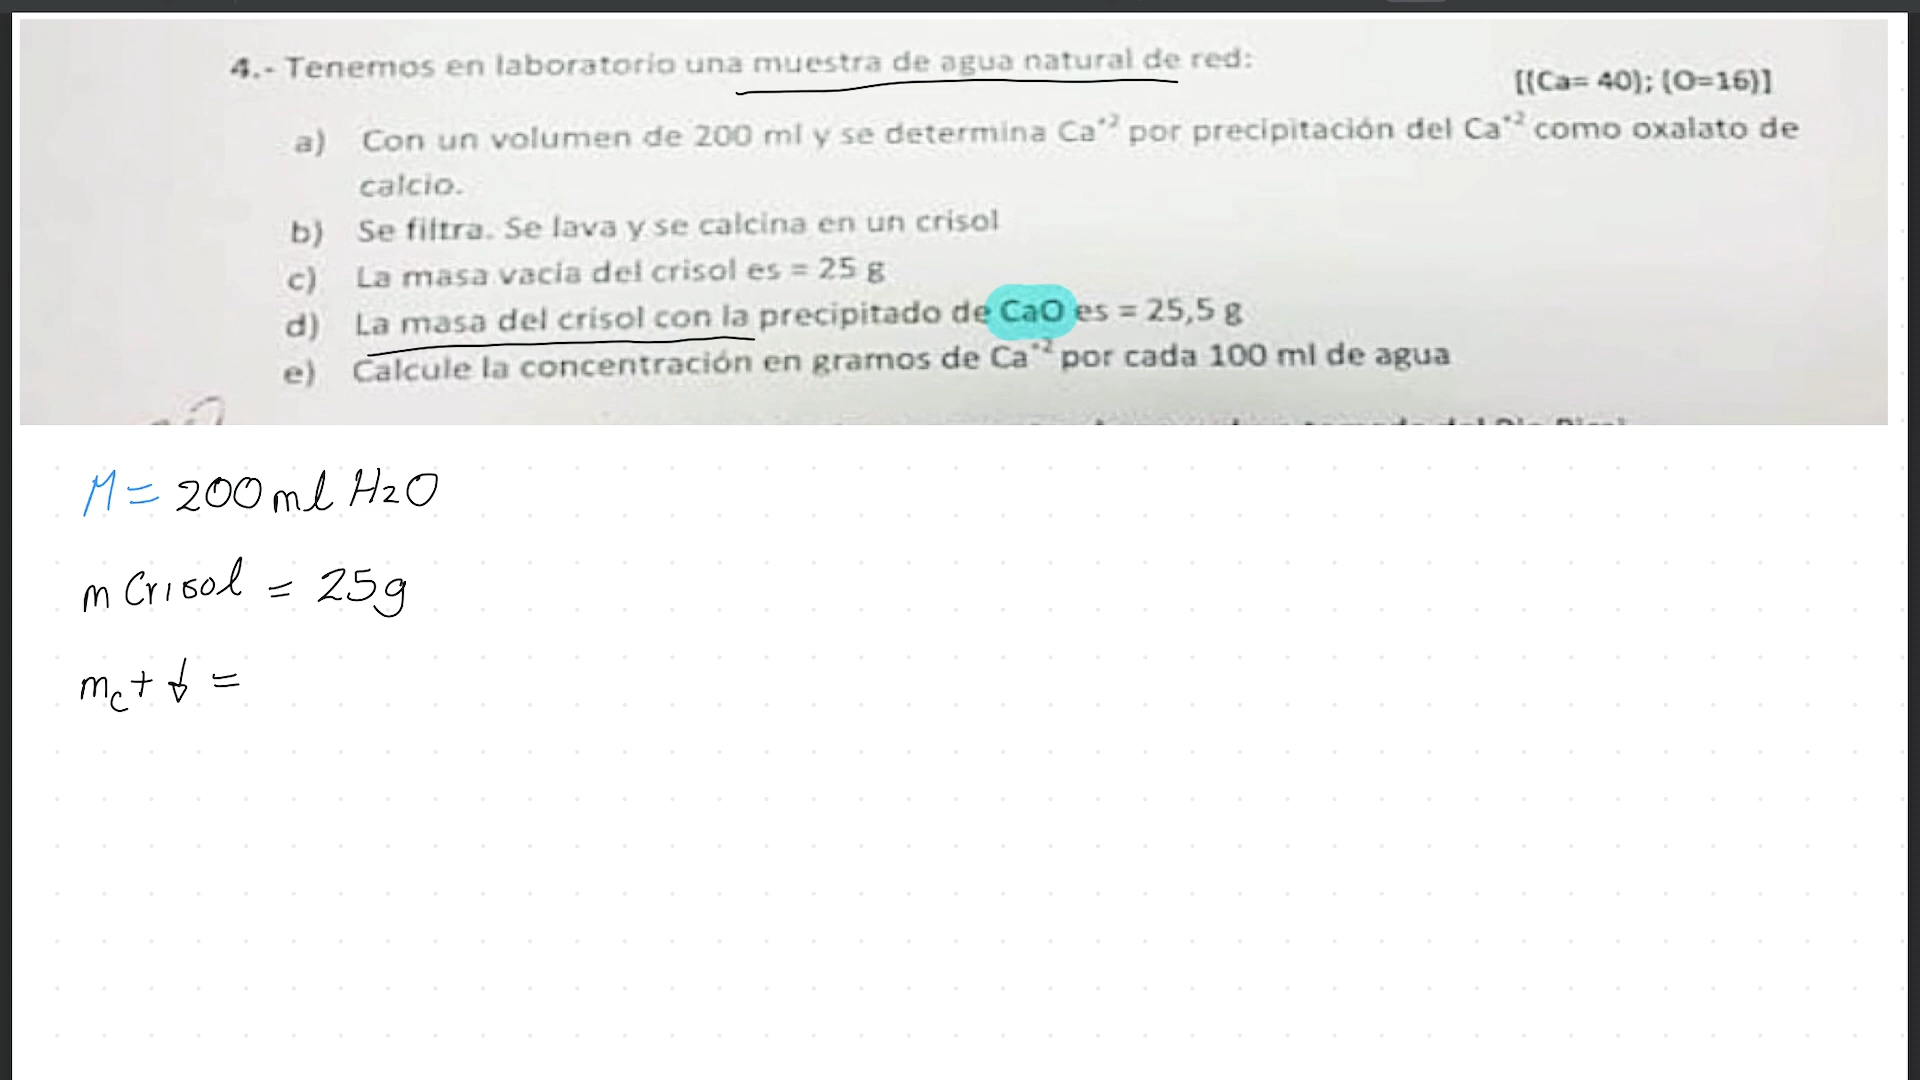 4.- Tenemos en laboratorio una muestra de agua natural de red:
[(Ca= 40); (O=16)]
a) Con un volumen de 200 ml y se determina Ca⁺² por precipitación del Ca⁺² como oxalato de
calcio.
b) Se filtra. Se lava y se calcina en un crisol
c) La masa vacía del crisol es = 25 g
d) La masa del crisol con la precipitado de CaO es = 25,5 g
e) Calcule la concentración en gramos de Ca⁺² por cada 100 ml de agua
M = 200 ml H2O
m Crisol = 25g
mc + ↓ =